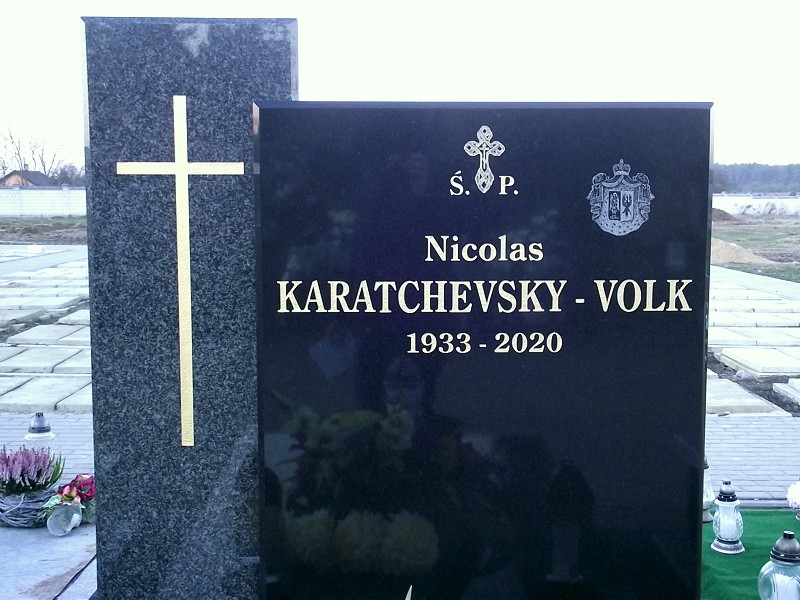 Ś. P.
Nicolas
KARATCHEVSKY - VOLK
1933 - 2020